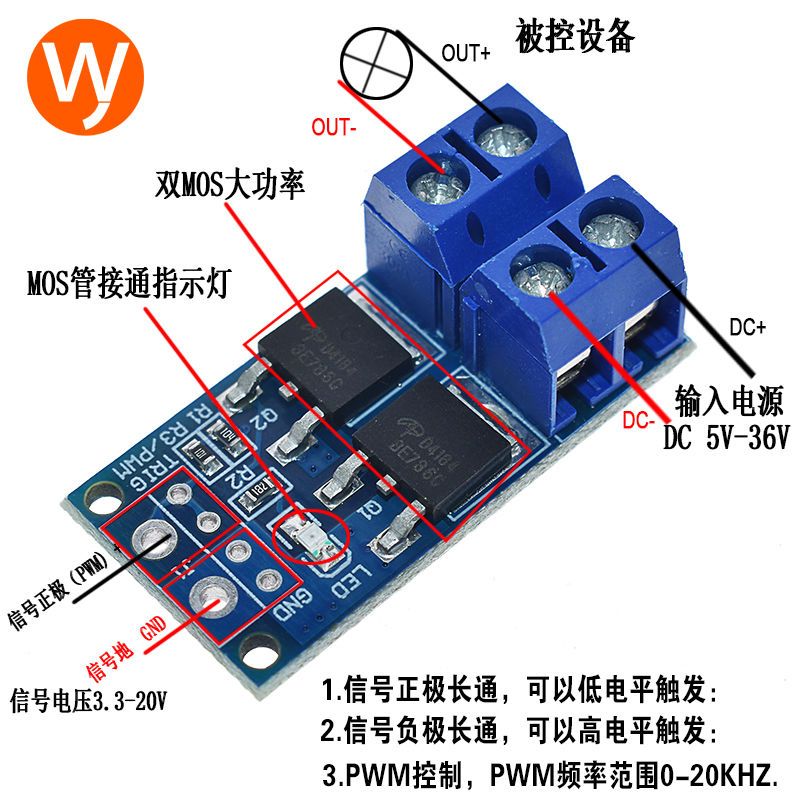 wj
OUT+
被控设备
OUT-
双MOS大功率
MOS管接通指示灯
DC+
DC-
输入电源
DC 5V-36V
D4184
3E786C
D4184
3E786C
R1
R3/PWM
TRIG
Q2
R2
Q1
LED
GND
+
信号正极(PWM)
信号地 GND
信号电压3.3-20V
1.信号正极长通，可以低电平触发：
2.信号负极长通，可以高电平触发：
3.PWM控制，PWM频率范围0-20KHZ.